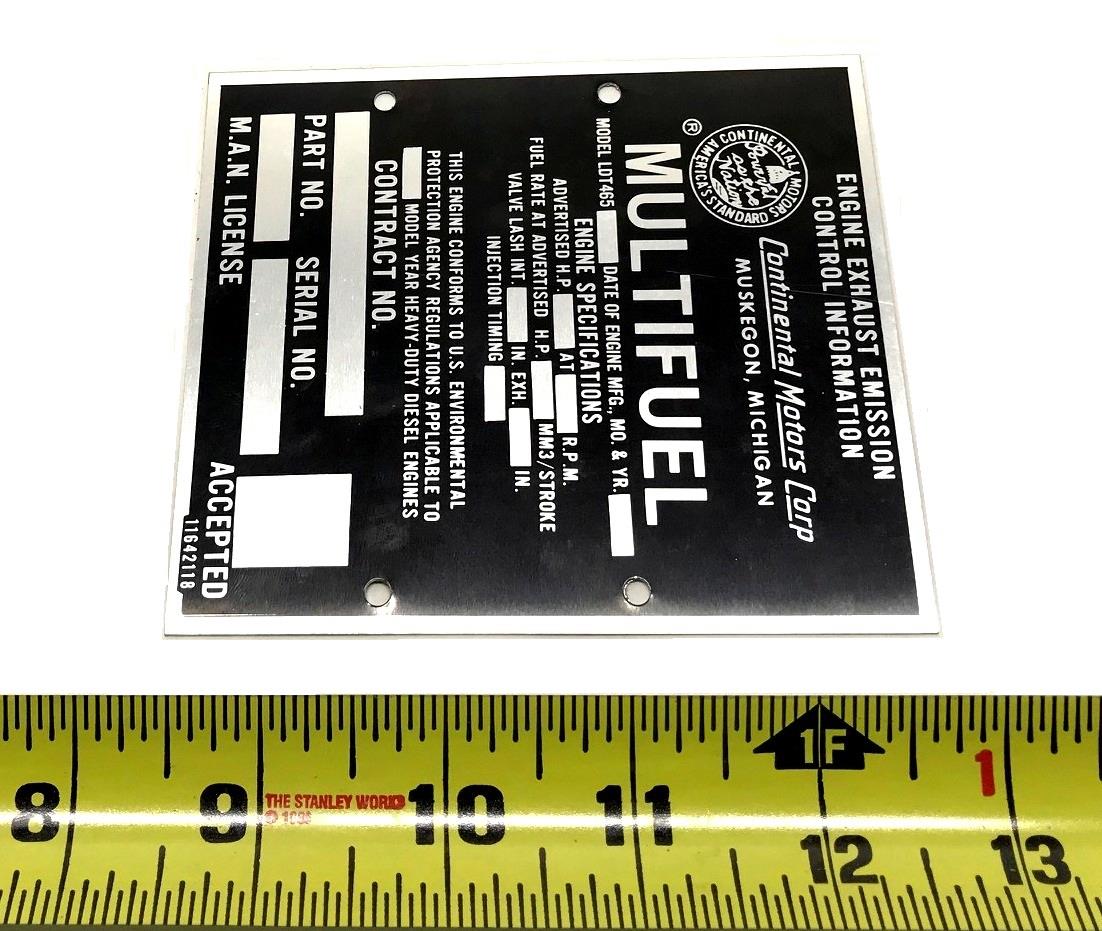 ENGINE EXHAUST EMISSION
CONTROL INFORMATION
CONTINENTAL MOTORS
Powerful as the Nation
AMERICA'S STANDARD
®
Continental Motors Corp
MUSKEGON, MICHIGAN
MULTIFUEL
MODEL LDT465 DATE OF ENGINE MFG., MO. & YR.
ENGINE SPECIFICATIONS
ADVERTISED H.P. AT R.P.M.
FUEL RATE AT ADVERTISED H.P. MM3/STROKE
VALVE LASH INT. IN. EXH. IN.
INJECTION TIMING
THIS ENGINE CONFORMS TO U.S. ENVIRONMENTAL
PROTECTION AGENCY REGULATIONS APPLICABLE TO
MODEL YEAR HEAVY-DUTY DIESEL ENGINES
CONTRACT NO.
PART NO. SERIAL NO.
M.A.N. LICENSE ACCEPTED
11642118
1F 1
8 9 10 11 12 13
THE STANLEY WORKS